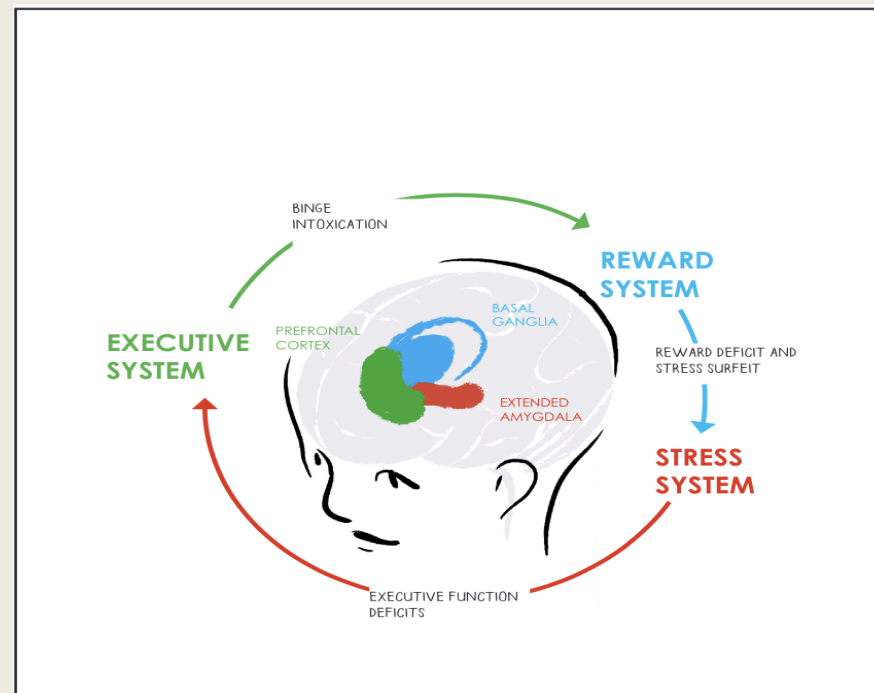 BINGE
INTOXICATION
REWARD
SYSTEM
BASAL
GANGLIA
PREFRONTAL
CORTEX
EXECUTIVE
SYSTEM
REWARD DEFICIT AND
STRESS SURFEIT
EXTENDED
AMYGDALA
STRESS
SYSTEM
EXECUTIVE FUNCTION
DEFICITS